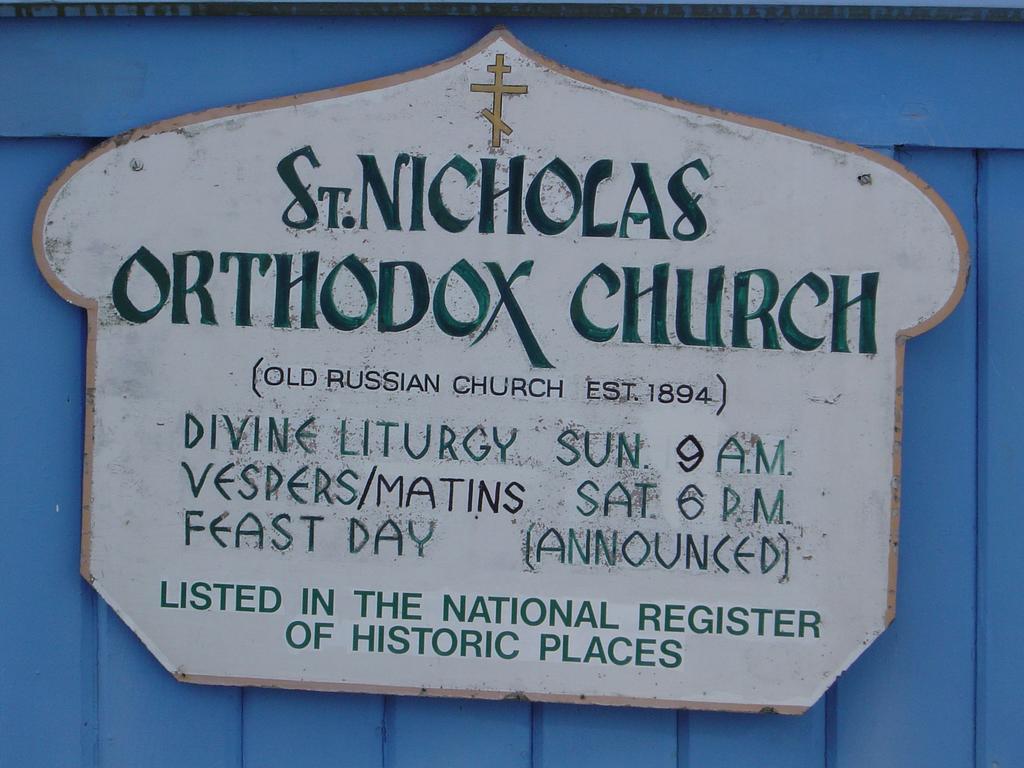 ST. NICHOLAS
ORTHODOX CHURCH
(OLD RUSSIAN CHURCH EST. 1894)
DIVINE LITURGY SUN. 9 A.M.
VESPERS/MATINS SAT. 6 P.M.
FEAST DAY (ANNOUNCED)
LISTED IN THE NATIONAL REGISTER
OF HISTORIC PLACES